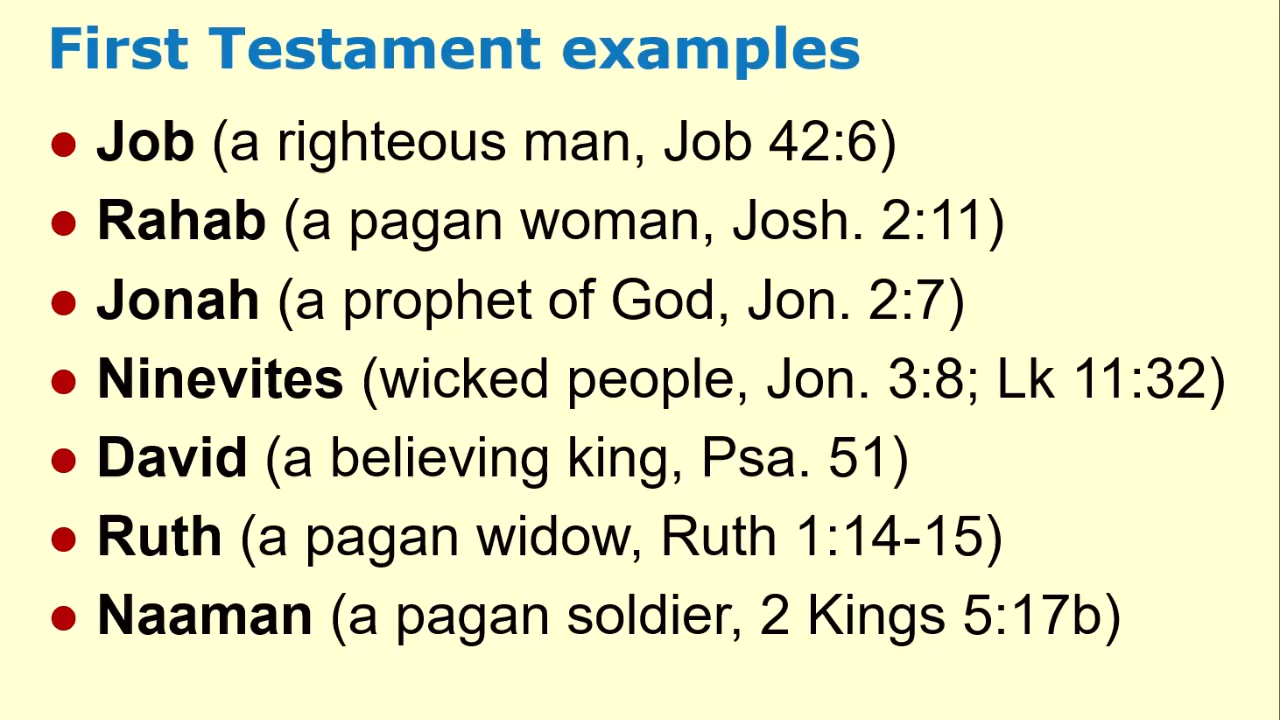 First Testament examples
● Job (a righteous man, Job 42:6)
● Rahab (a pagan woman, Josh. 2:11)
● Jonah (a prophet of God, Jon. 2:7)
● Ninevites (wicked people, Jon. 3:8; Lk 11:32)
● David (a believing king, Psa. 51)
● Ruth (a pagan widow, Ruth 1:14-15)
● Naaman (a pagan soldier, 2 Kings 5:17b)